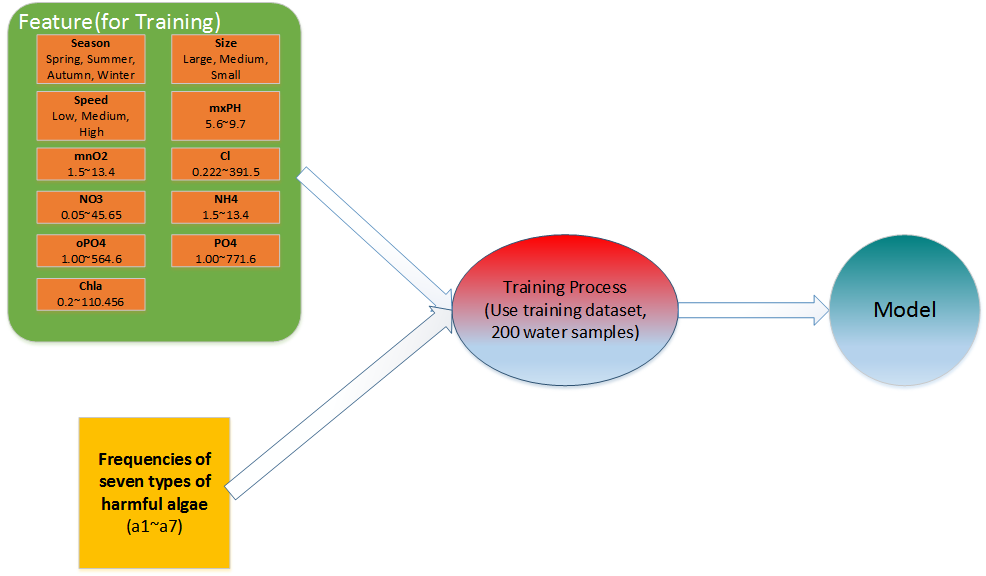 Feature(for Training)
Season
Spring, Summer,
Autumn, Winter
Size
Large, Medium,
Small
Speed
Low, Medium,
High
mxPH
5.6~9.7
mnO2
1.5~13.4
Cl
0.222~391.5
NO3
0.05~45.65
NH4
1.5~13.4
oPO4
1.00~564.6
PO4
1.00~771.6
Chla
0.2~110.456
Training Process
(Use training dataset,
200 water samples)
Model
Frequencies of
seven types of
harmful algae
(a1~a7)